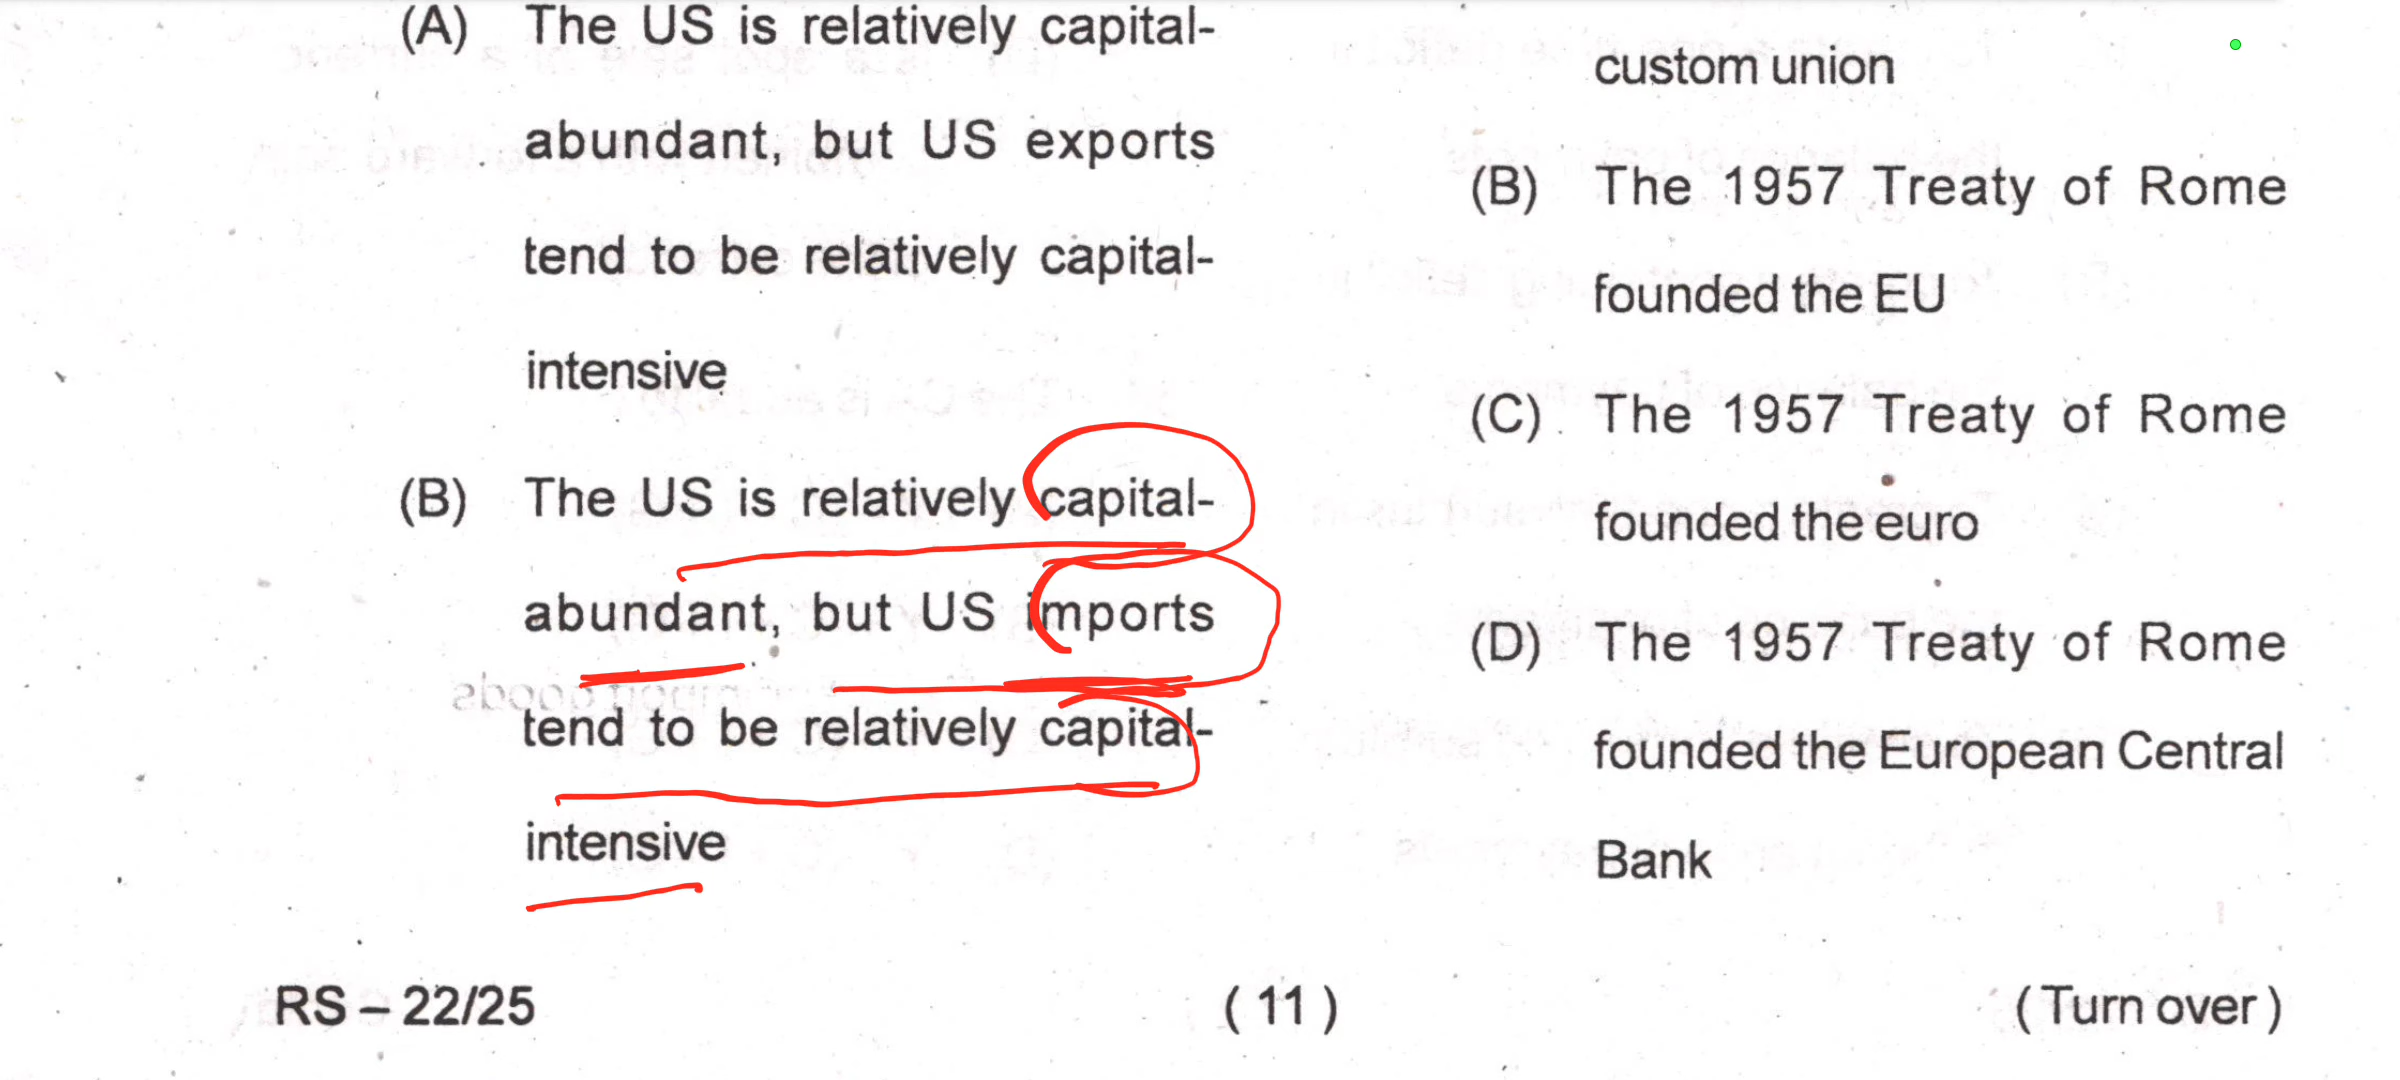 (A) The US is relatively capital-
abundant, but US exports
tend to be relatively capital-
intensive
(B) The US is relatively capital-
abundant, but US imports
tend to be relatively capital-
intensive
custom union
(B) The 1957 Treaty of Rome
founded the EU
(C) The 1957 Treaty of Rome
founded the euro
(D) The 1957 Treaty of Rome
founded the European Central
Bank
RS – 22/25 (11) (Turn over)